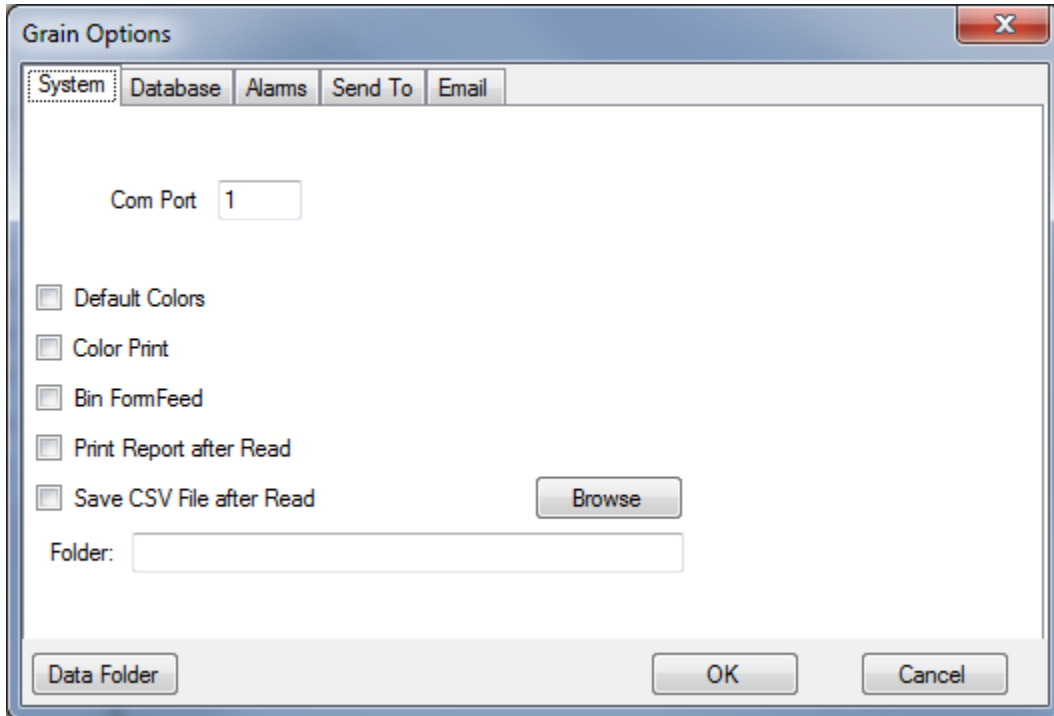 Grain Options
System Database Alarms Send To Email
Com Port 1
Default Colors
Color Print
Bin FormFeed
Print Report after Read
Save CSV File after Read Browse
Folder:
Data Folder OK Cancel